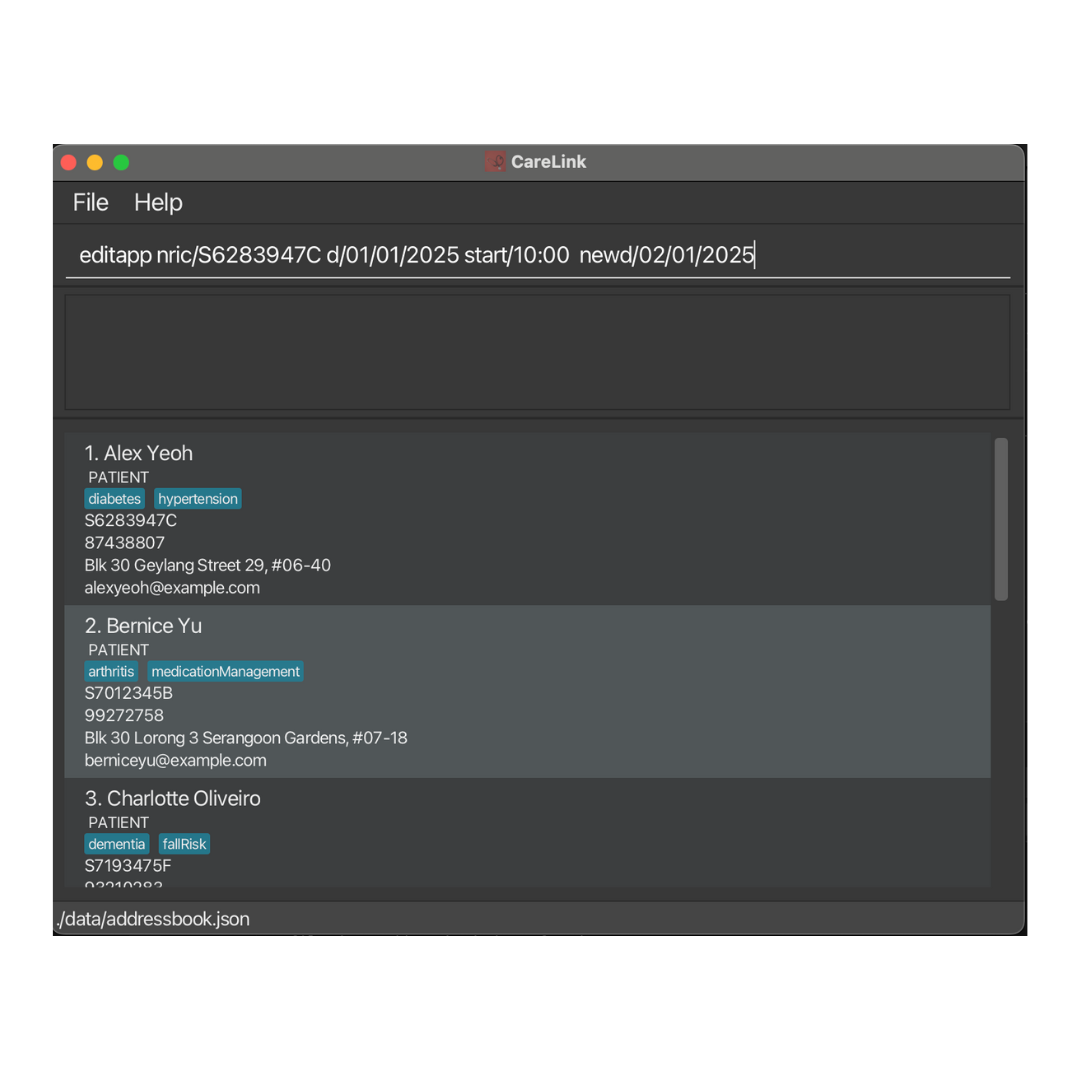 CareLink
File Help
editapp nric/S6283947C d/01/01/2025 start/10:00  newd/02/01/2025
1. Alex Yeoh
PATIENT
diabetes hypertension
S6283947C
87438807
Blk 30 Geylang Street 29, #06-40
alexyeoh@example.com
2. Bernice Yu
PATIENT
arthritis medicationManagement
S7012345B
99272758
Blk 30 Lorong 3 Serangoon Gardens, #07-18
berniceyu@example.com
3. Charlotte Oliveiro
PATIENT
dementia fallRisk
S7193475F
./data/addressbook.json